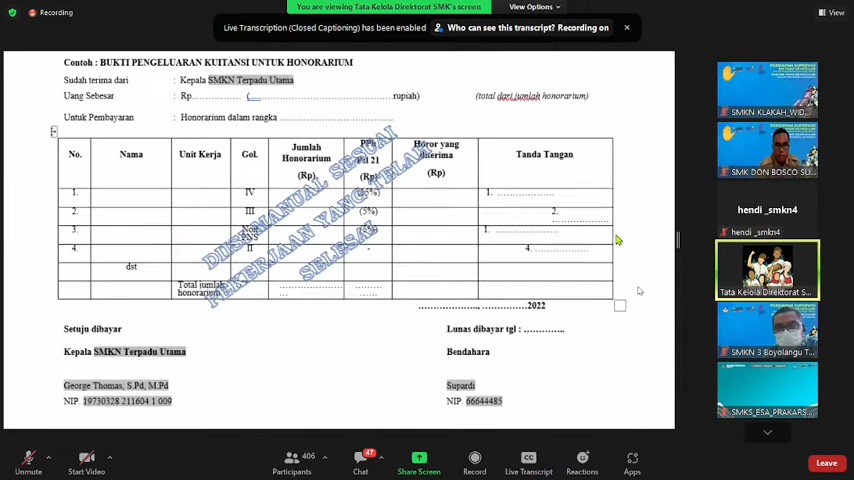 You are viewing Tata Kelola Direktorat SMK's screen
View Options
Recording
View
Live Transcription (Closed Captioning) has been enabled
Who can see this transcript? Recording on
Contoh : BUKTI PENGELUARAN KUITANSI UNTUK HONORARIUM
Sudah terima dari : Kepala SMKN Terpadu Utama
Uang Sebesar : Rp................ (.................................................rupiah) (total dari jumlah honorarium)
Untuk Pembayaran : Honorarium dalam rangka ......................................
No. Nama Unit Kerja Gol. Jumlah Honorarium (Rp) PPh Psl 21 (Rp) Honor yang diterima (Rp) Tanda Tangan
1. IV (15%) 1. ....................
2. III (5%) 2. ....................
3. Non PNS (5%) 1. ....................
4. II - 4. ....................
dst
Total jumlah honorarium
DIISI MANUAL SESUAI
PEKERJAAN YANG TELAH
SELESAI
...................., ...............2022
Setuju dibayar
Lunas dibayar tgl : ..............
Kepala SMKN Terpadu Utama
Bendahara
George Thomas, S.Pd, M.Pd
Supardi
NIP. 19730328 211604 1 009
NIP. 66644485
SMKN KLAKAH_WID...
SMK DON BOSCO SU...
hendi _smkn4
hendi _smkn4
Tata Kelola Direktorat S...
SMKN 3 Boyolangu T...
SMKS_ESA_PRAKARS...
Unmute
Start Video
406
Participants
47
Chat
Share Screen
Record
CC
Live Transcript
Reactions
Apps
Leave